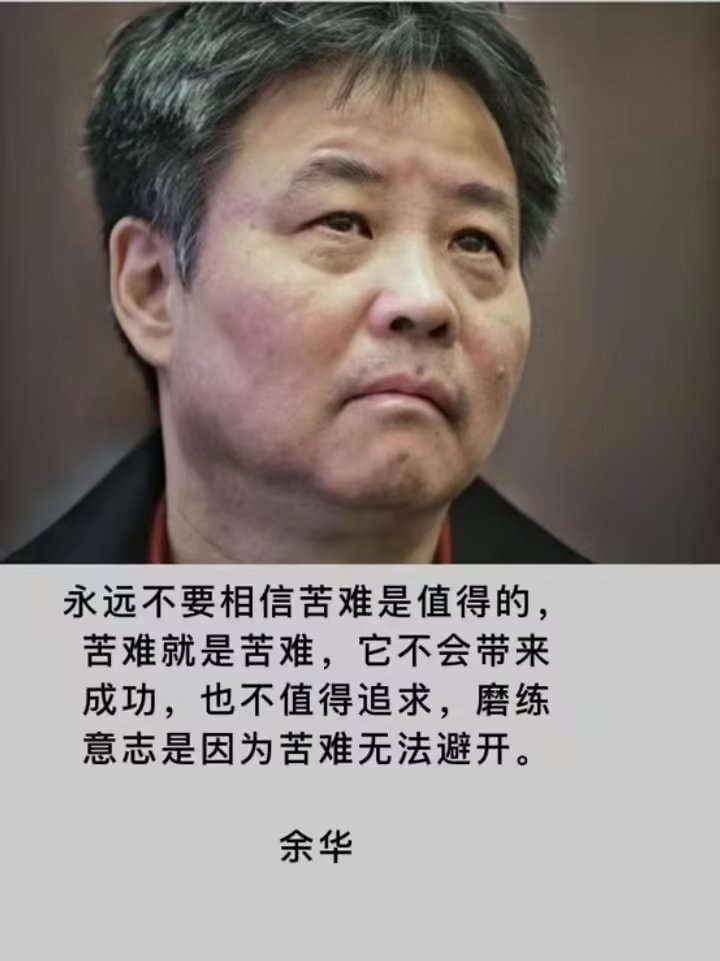 永远不要相信苦难是值得的，
苦难就是苦难，它不会带来
成功，也不值得追求，磨练
意志是因为苦难无法避开。
余华